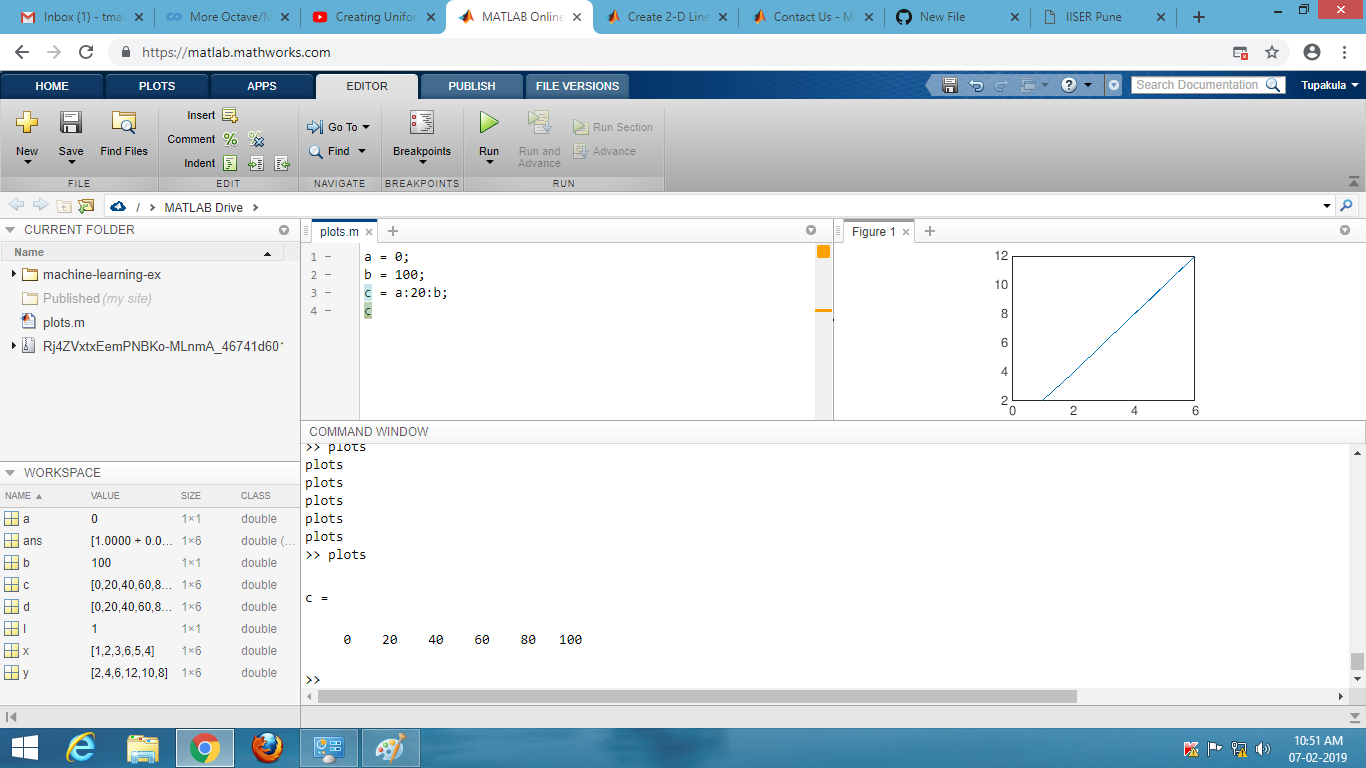 Inbox (1) - tma
More Octave/M
Creating Unifor
MATLAB Online
Create 2-D Line
Contact Us - M
New File
IISER Pune
https://matlab.mathworks.com
HOME PLOTS APPS EDITOR PUBLISH FILE VERSIONS
Search Documentation
Tupakula
New Save Find Files
Insert
Comment
Indent
Go To
Find
Breakpoints
Run
Run and Advance
Run Section
Advance
FILE EDIT NAVIGATE BREAKPOINTS RUN
/ MATLAB Drive
CURRENT FOLDER
Name
machine-learning-ex
Published (my site)
plots.m
Rj4ZVxtxEemPNBKo-MLnmA_46741d601
WORKSPACE
NAME VALUE SIZE CLASS
a 0 1×1 double
ans [1.0000 + 0.0... 1×6 double (...
b 100 1×1 double
c [0,20,40,60,8... 1×6 double
d [0,20,40,60,8... 1×6 double
l 1 1×1 double
x [1,2,3,6,5,4] 1×6 double
y [2,4,6,12,10,8] 1×6 double
plots.m
1 - a = 0;
2 - b = 100;
3 - c = a:20:b;
4 - c
Figure 1
12
10
8
6
4
2
0 2 4 6
COMMAND WINDOW
>> plots
plots
plots
plots
plots
plots
>> plots
c =
0 20 40 60 80 100
>>
10:51 AM
07-02-2019